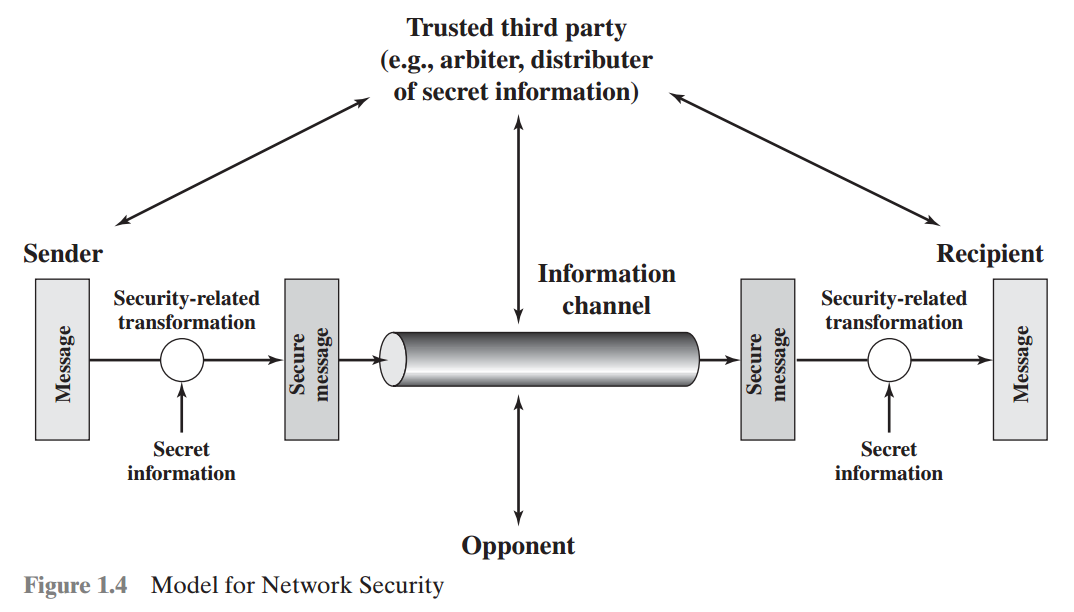 Trusted third party
(e.g., arbiter, distributer
of secret information)
Sender
Recipient
Information
channel
Security-related
transformation
Security-related
transformation
Message
Secure
message
Secure
message
Message
Secret
information
Secret
information
Opponent
Figure 1.4 Model for Network Security